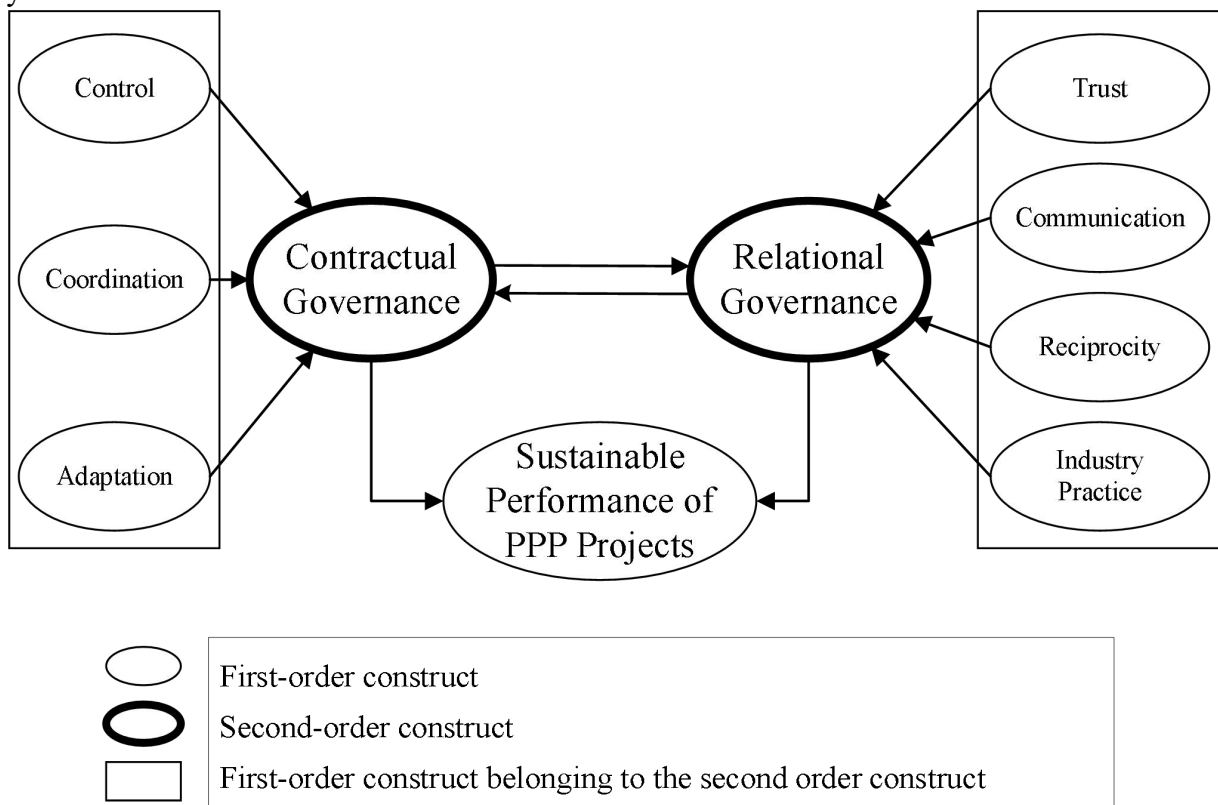 y
Control
Coordination
Adaptation
Contractual
Governance
Relational
Governance
Sustainable
Performance of
PPP Projects
Trust
Communication
Reciprocity
Industry
Practice
First-order construct
Second-order construct
First-order construct belonging to the second order construct